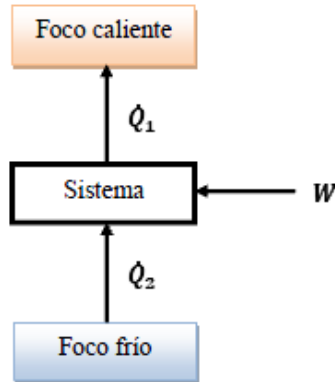 Foco caliente
Q̇₁
Sistema
W
Q̇₂
Foco frío